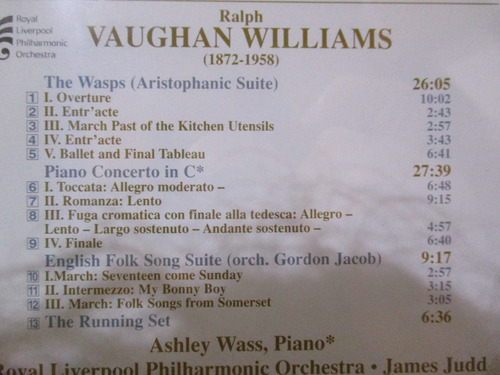 Royal
Liverpool
Philharmonic
Orchestra
Ralph
VAUGHAN WILLIAMS
(1872-1958)
The Wasps (Aristophanic Suite) 26:05
1 I. Overture 10:02
2 II. Entr'acte 2:43
3 III. March Past of the Kitchen Utensils 2:57
4 IV. Entr'acte 3:43
5 V. Ballet and Final Tableau 6:41
Piano Concerto in C* 27:39
6 I. Toccata: Allegro moderato – 6:48
7 II. Romanza: Lento 9:15
8 III. Fuga cromatica con finale alla tedesca: Allegro –
Lento – Largo sostenuto – Andante sostenuto – 4:57
9 IV. Finale 6:40
English Folk Song Suite (orch. Gordon Jacob) 9:17
10 I.March: Seventeen come Sunday 2:57
11 II. Intermezzo: My Bonny Boy 3:15
12 III. March: Folk Songs from Somerset 3:05
13 The Running Set 6:36
Ashley Wass, Piano*
Royal Liverpool Philharmonic Orchestra • James Judd